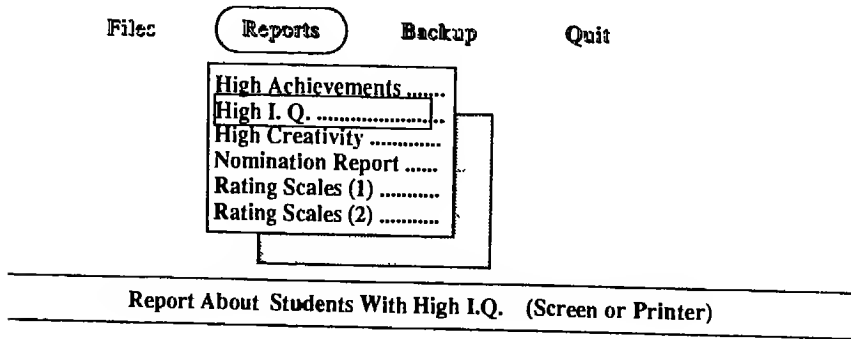 Files Reports Backup Quit
High Achievements .......
High I. Q. ........................
High Creativity .............
Nomination Report ......
Rating Scales (1) ...........
Rating Scales (2) ...........
Report About Students With High I.Q. (Screen or Printer)